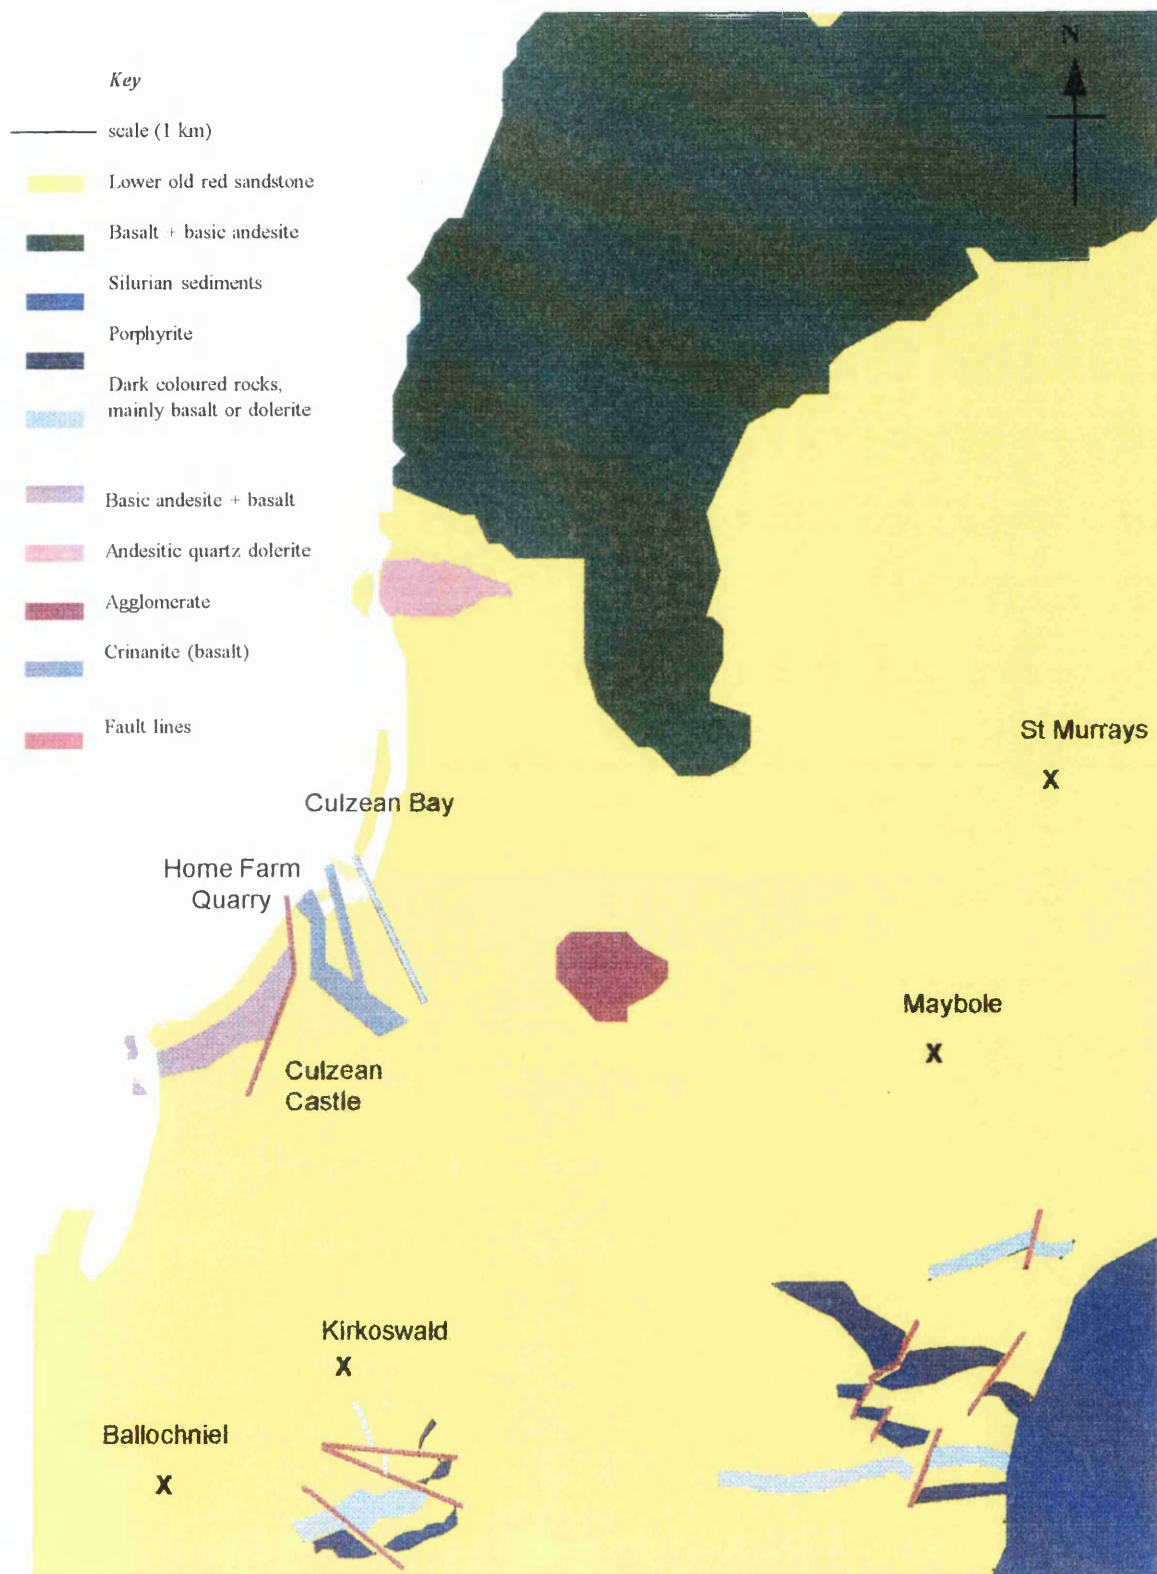 Key
scale (1 km)
Lower old red sandstone
Basalt + basic andesite
Silurian sediments
Porphyrite
Dark coloured rocks,
mainly basalt or dolerite
Basic andesite + basalt
Andesitic quartz dolerite
Agglomerate
Crinanite (basalt)
Fault lines
N
St Murrays
X
Culzean Bay
Home Farm
Quarry
Maybole
X
Culzean
Castle
Kirkoswald
X
Ballochniel
X